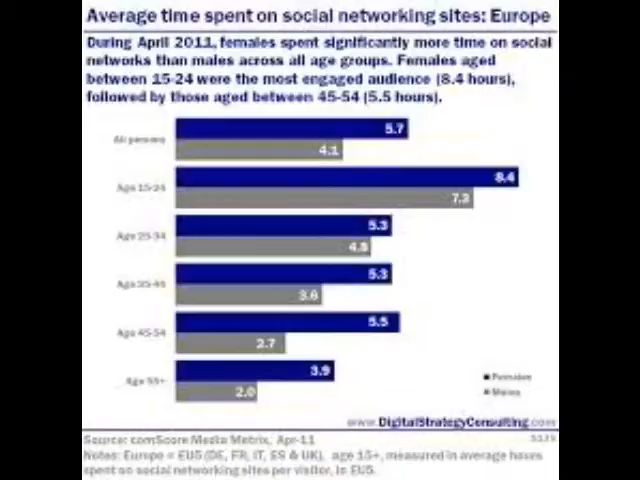 Average time spent on social networking sites: Europe
During April 2011, females spent significantly more time on social
networks than males across all age groups. Females aged
between 15-24 were the most engaged audience (8.4 hours),
followed by those aged between 45-54 (5.5 hours).
All persons
5.7
4.1
Age 15-24
8.4
7.3
Age 25-34
5.3
Age 35-44
5.3
3.6
Age 45-54
5.5
2.7
Age 55+
3.9
2.0
Females
Males
www.DigitalStrategyConsulting.com
Source: comScore Media Metrix, Apr-11
Notes: Europe = EU5 (DE, FR, IT, ES & UK), age 15+, measured in average hours
spent on social networking sites per visitor, in EU5.